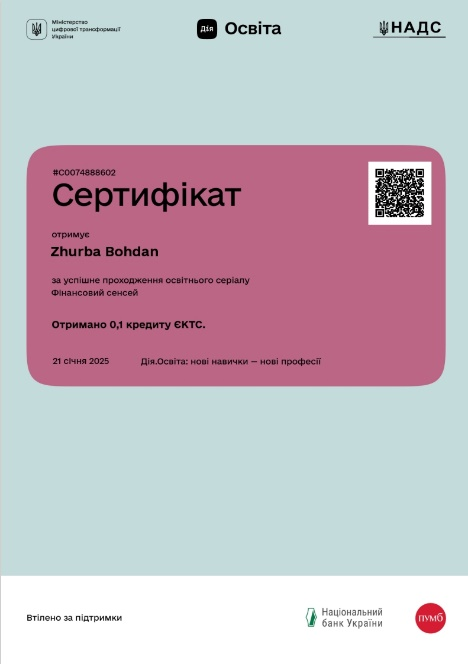 Міністерство
цифрової трансформації
України
Дія Освіта
НАДС
#C0074888602
Сертифікат
отримує
Zhurba Bohdan
за успішне проходження освітнього серіалу
Фінансовий сенсей
Отримано 0,1 кредиту ЄКТС.
21 січня 2025 Дія.Освіта: нові навички — нові професії
Втілено за підтримки
Національний
банк України
ПУМБ